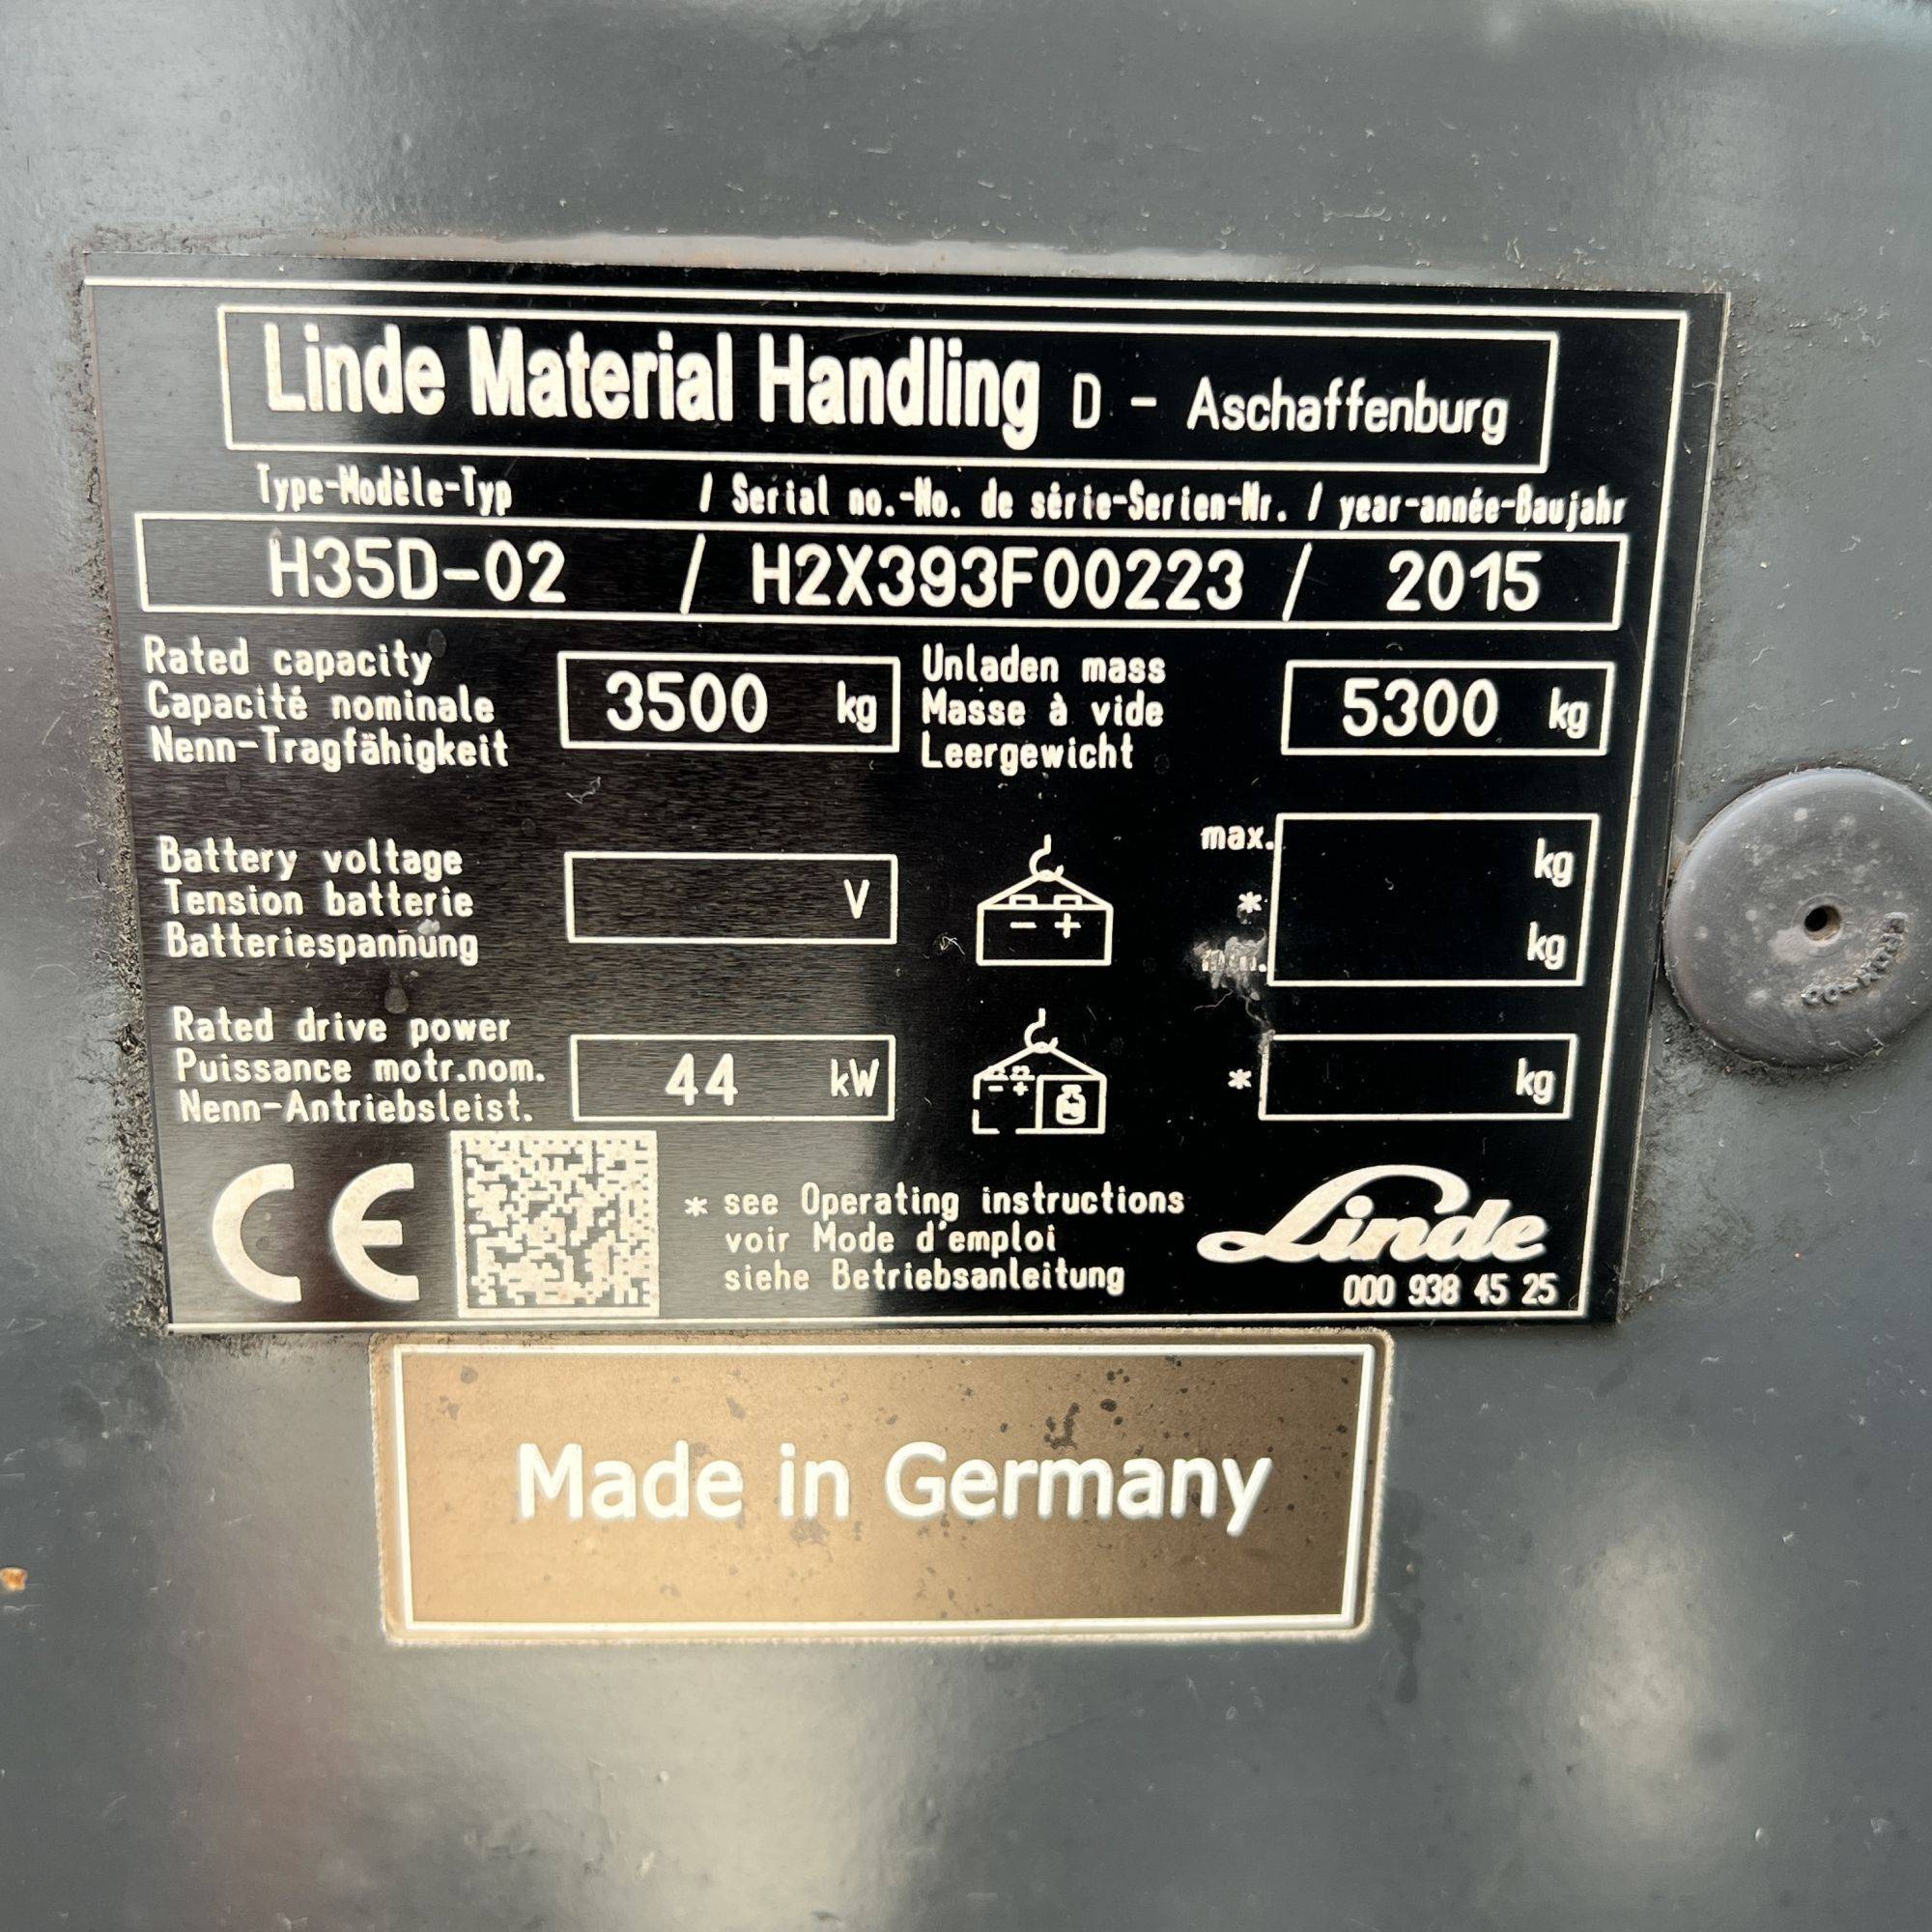 Linde Material Handling D - Aschaffenburg
Type-Modèle-Typ / Serial no.-No. de série-Serien-Nr. / year-année-Baujahr
H35D-02 / H2X393F00223 / 2015
Rated capacity
Capacité nominale
Nenn-Tragfähigkeit
3500 kg
Unladen mass
Masse à vide
Leergewicht
5300 kg
Battery voltage
Tension batterie
Batteriespannung
V
- +
max. kg
*
min. kg
Rated drive power
Puissance motr.nom.
Nenn-Antriebsleist.
44 kW
- +
* kg
CE
* see Operating instructions
voir Mode d'emploi
siehe Betriebsanleitung
Linde
000 938 45 25
Made in Germany